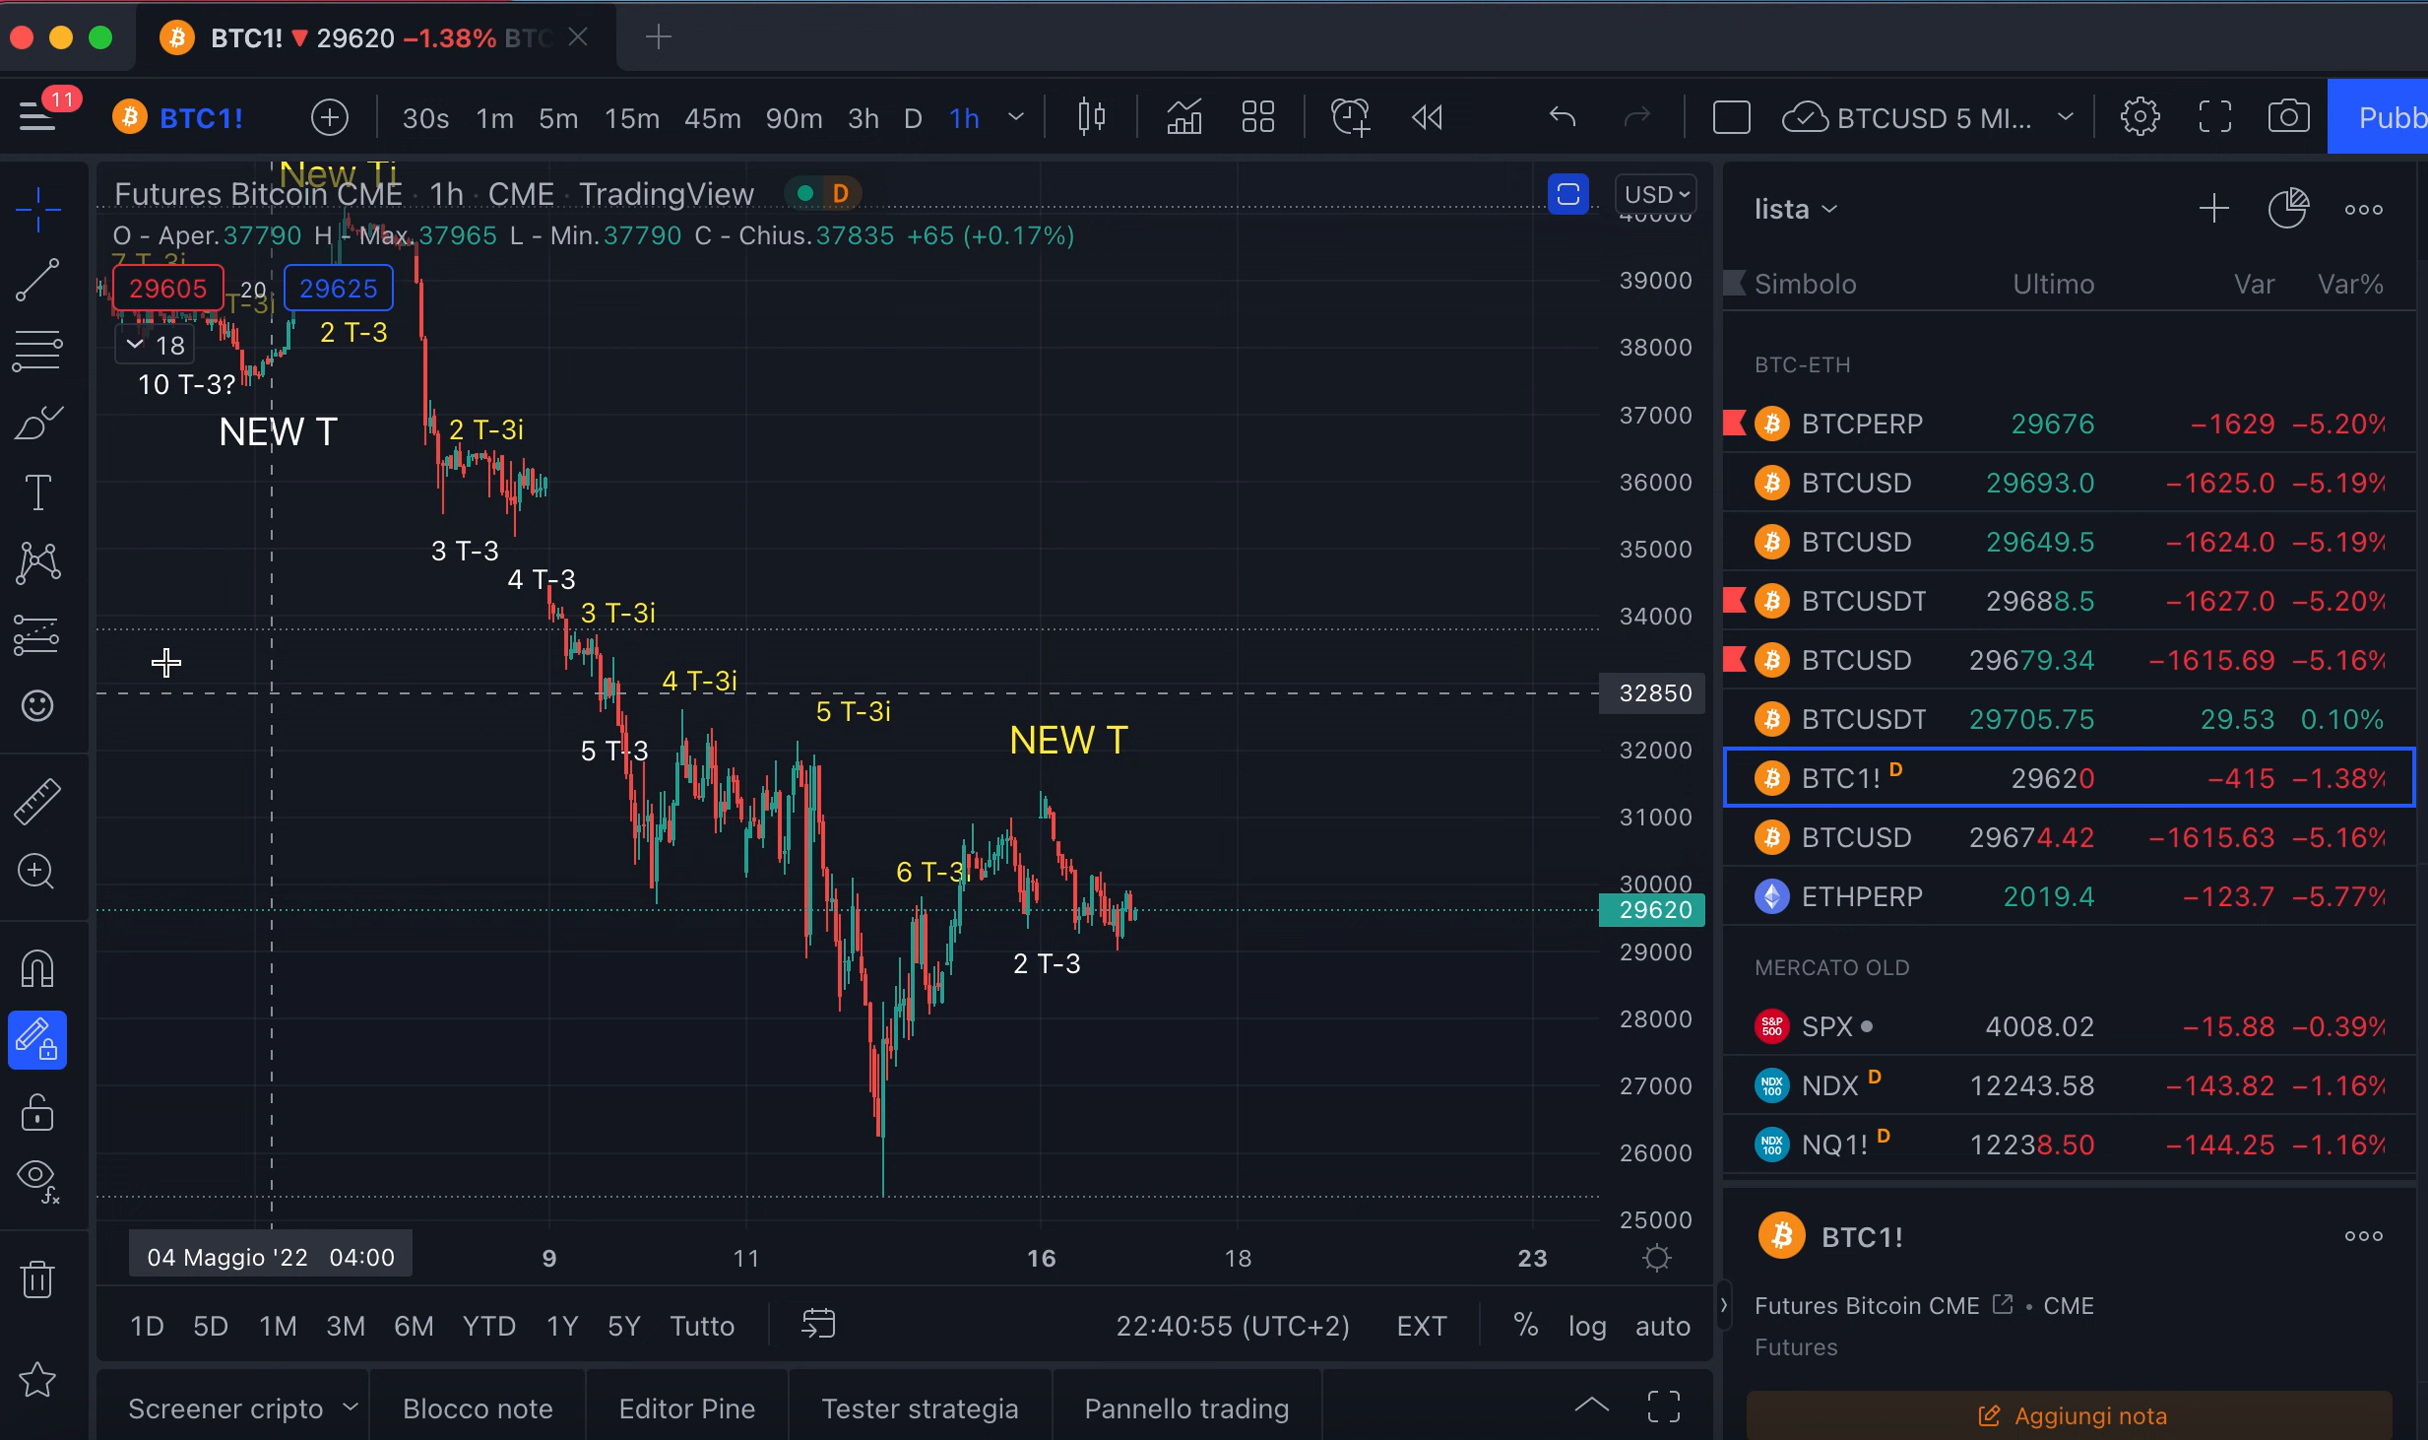 BTC1! ▼ 29620 −1.38% BTC
11
BTC1!
30s 1m 5m 15m 45m 90m 3h D 1h
BTCUSD 5 MI...
Pubb
New Ti
Futures Bitcoin CME · 1h · CME · TradingView
D
USD
O - Aper.37790 H - Max.37965 L - Min.37790 C - Chius.37835 +65 (+0.17%)
7 T-3i
29605 20 29625
T-3i
18
2 T-3
10 T-3?
NEW T
2 T-3i
3 T-3
4 T-3
3 T-3i
4 T-3i
5 T-3i
5 T-3
NEW T
6 T-3i
2 T-3
40000
39000
38000
37000
36000
35000
34000
32850
32000
31000
30000
29620
29000
28000
27000
26000
25000
04 Maggio '22 04:00
9 11 16 18 23
1D 5D 1M 3M 6M YTD 1Y 5Y Tutto
22:40:55 (UTC+2) EXT % log auto
Screener cripto Blocco note Editor Pine Tester strategia Pannello trading
lista
Simbolo Ultimo Var Var%
BTC-ETH
BTCPERP 29676 −1629 −5.20%
BTCUSD 29693.0 −1625.0 −5.19%
BTCUSD 29649.5 −1624.0 −5.19%
BTCUSDT 29688.5 −1627.0 −5.20%
BTCUSD 29679.34 −1615.69 −5.16%
BTCUSDT 29705.75 29.53 0.10%
BTC1! D 29620 −415 −1.38%
BTCUSD 29674.42 −1615.63 −5.16%
ETHPERP 2019.4 −123.7 −5.77%
MERCATO OLD
S&P 500 SPX 4008.02 −15.88 −0.39%
NDX 100 NDX D 12243.58 −143.82 −1.16%
NDX 100 NQ1! D 12238.50 −144.25 −1.16%
BTC1!
Futures Bitcoin CME • CME
Futures
Aggiungi nota